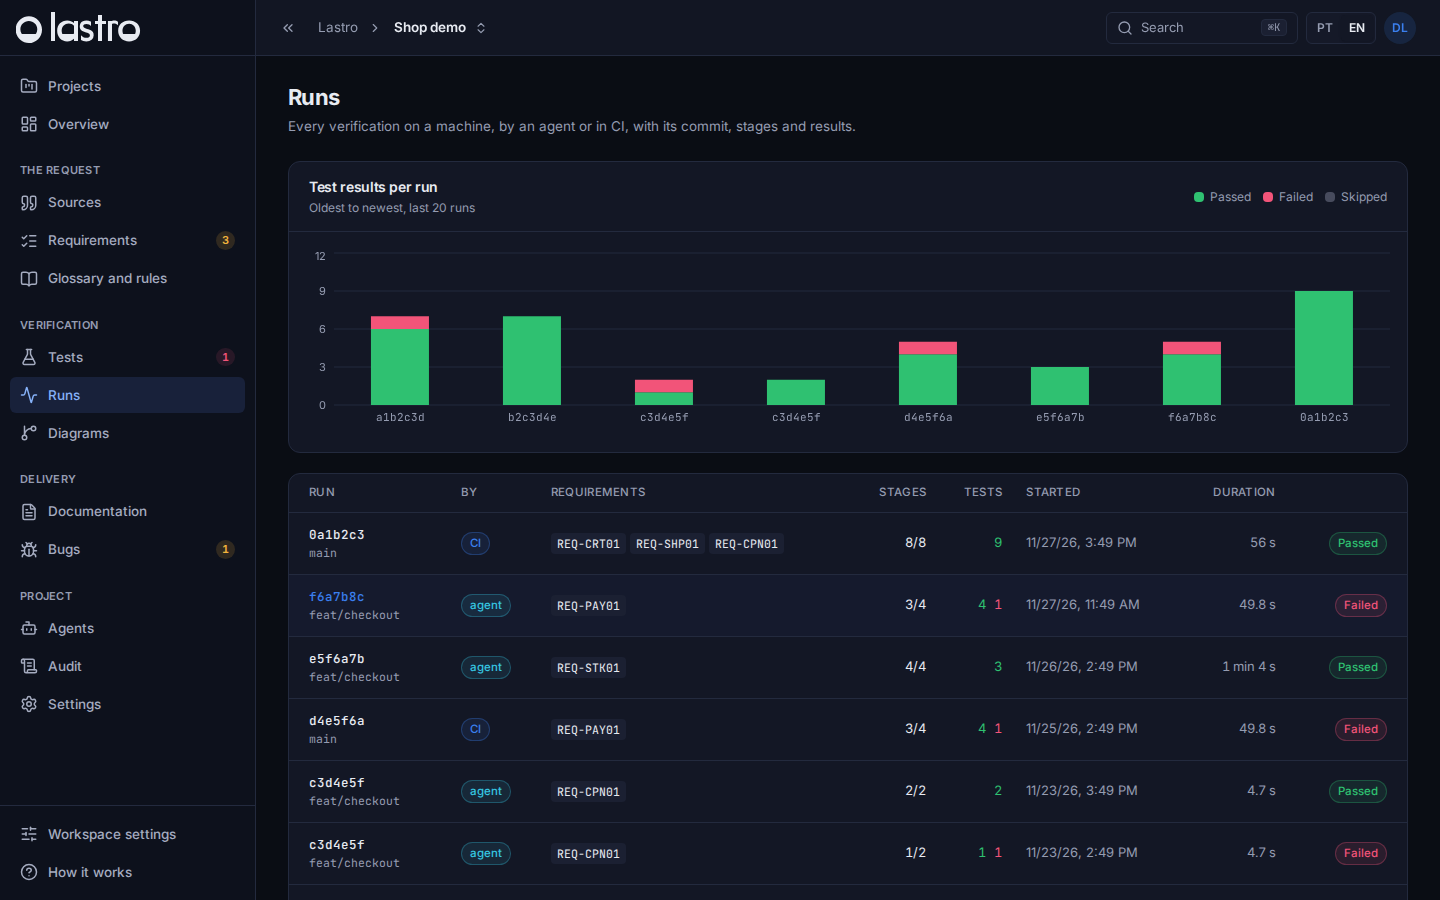 lastro
Lastro
Shop demo
Search
⌘K
PT
EN
DL
Projects
Overview
THE REQUEST
Sources
Requirements
3
Glossary and rules
VERIFICATION
Tests
1
Runs
Diagrams
DELIVERY
Documentation
Bugs
1
PROJECT
Agents
Audit
Settings
Workspace settings
How it works
Runs
Every verification on a machine, by an agent or in CI, with its commit, stages and results.
Test results per run
Oldest to newest, last 20 runs
Passed
Failed
Skipped
12
9
6
3
0
a1b2c3d b2c3d4e c3d4e5f c3d4e5f d4e5f6a e5f6a7b f6a7b8c 0a1b2c3
RUN BY REQUIREMENTS STAGES TESTS STARTED DURATION
0a1b2c3
main
CI REQ-CRT01 REQ-SHP01 REQ-CPN01 8/8 9 11/27/26, 3:49 PM 56 s Passed
f6a7b8c
feat/checkout
agent REQ-PAY01 3/4 4 1 11/27/26, 11:49 AM 49.8 s Failed
e5f6a7b
feat/checkout
agent REQ-STK01 4/4 3 11/26/26, 2:49 PM 1 min 4 s Passed
d4e5f6a
main
CI REQ-PAY01 3/4 4 1 11/25/26, 2:49 PM 49.8 s Failed
c3d4e5f
feat/checkout
agent REQ-CPN01 2/2 2 11/23/26, 3:49 PM 4.7 s Passed
c3d4e5f
feat/checkout
agent REQ-CPN01 1/2 1 1 11/23/26, 2:49 PM 4.7 s Failed